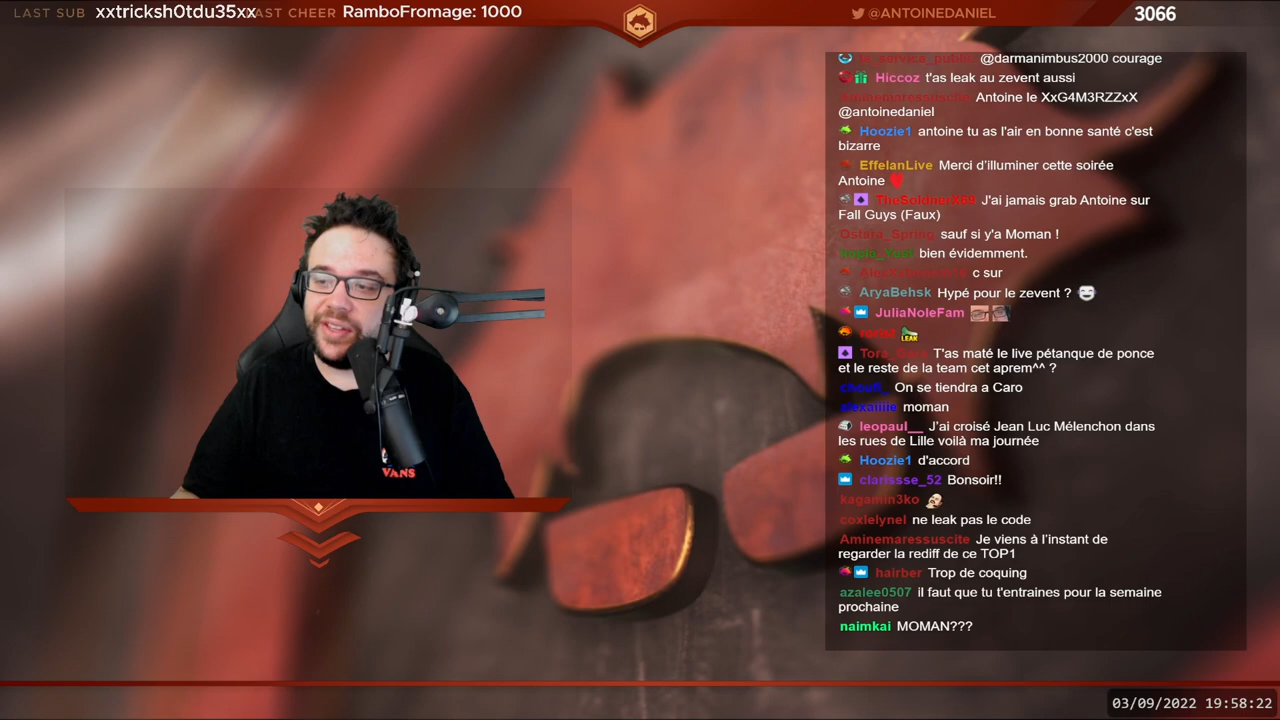 LAST SUB xxtricksh0tdu35xx LAST CHEER RamboFromage: 1000
@ANTOINEDANIEL
3066
@darmanimbus2000 courage
Hiccoz t'as leak au zevent aussi
Aminemaressuscite Antoine le XxG4M3RZZxX
@antoinedaniel
Hoozie1 antoine tu as l'air en bonne santé c'est
bizarre
EffelanLive Merci d'illuminer cette soirée
Antoine
TheSoldnerX69 J'ai jamais grab Antoine sur
Fall Guys (Faux)
Ostara_Spring sauf si y'a Moman !
bien évidemment.
c sur
AryaBehsk Hypé pour le zevent ?
JuliaNoleFam
LEAK
T'as maté le live pétanque de ponce
et le reste de la team cet aprem^^ ?
On se tiendra a Caro
moman
leopaul__ J'ai croisé Jean Luc Mélenchon dans
les rues de Lille voilà ma journée
Hoozie1 d'accord
clarissse_52 Bonsoir!!
kagamin3ko
coxlelynel ne leak pas le code
Aminemaressuscite Je viens à l'instant de
regarder la rediff de ce TOP1
hairber Trop de coquing
azalee0507 il faut que tu t'entraines pour la semaine
prochaine
naimkai MOMAN???
VANS
03/09/2022 19:58:22